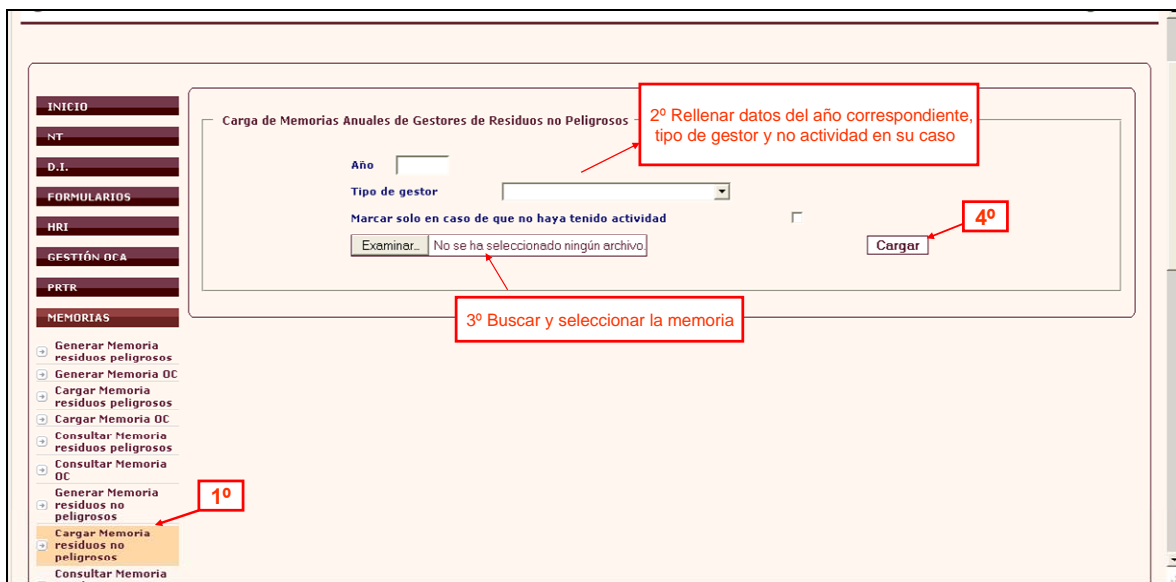 INICIO
NT
D.I.
FORMULARIOS
HRI
GESTIÓN OCA
PRTR
MEMORIAS
Generar Memoria
residuos peligrosos
Generar Memoria OC
Cargar Memoria
residuos peligrosos
Cargar Memoria OC
Consultar Memoria
residuos peligrosos
Consultar Memoria
OC
Generar Memoria
residuos no
peligrosos
Cargar Memoria
residuos no
peligrosos
Consultar Memoria
1º
Carga de Memorias Anuales de Gestores de Residuos no Peligrosos
2º Rellenar datos del año correspondiente,
tipo de gestor y no actividad en su caso
Año
Tipo de gestor
Marcar solo en caso de que no haya tenido actividad
4º
Examinar... No se ha seleccionado ningún archivo.
Cargar
3º Buscar y seleccionar la memoria